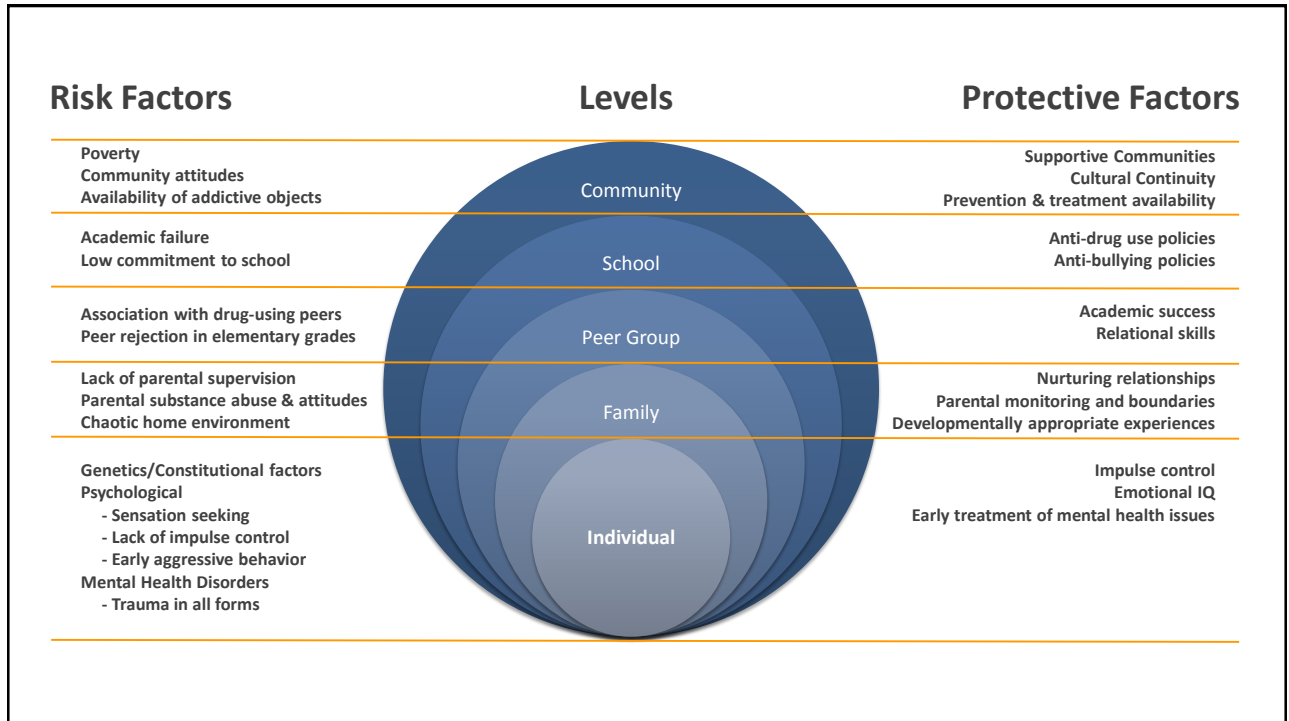 Risk Factors
Levels
Protective Factors
Poverty
Community attitudes
Availability of addictive objects
Community
Supportive Communities
Cultural Continuity
Prevention & treatment availability
Academic failure
Low commitment to school
School
Anti-drug use policies
Anti-bullying policies
Association with drug-using peers
Peer rejection in elementary grades
Peer Group
Academic success
Relational skills
Lack of parental supervision
Parental substance abuse & attitudes
Chaotic home environment
Family
Nurturing relationships
Parental monitoring and boundaries
Developmentally appropriate experiences
Genetics/Constitutional factors
Psychological
- Sensation seeking
- Lack of impulse control
- Early aggressive behavior
Mental Health Disorders
- Trauma in all forms
Individual
Impulse control
Emotional IQ
Early treatment of mental health issues